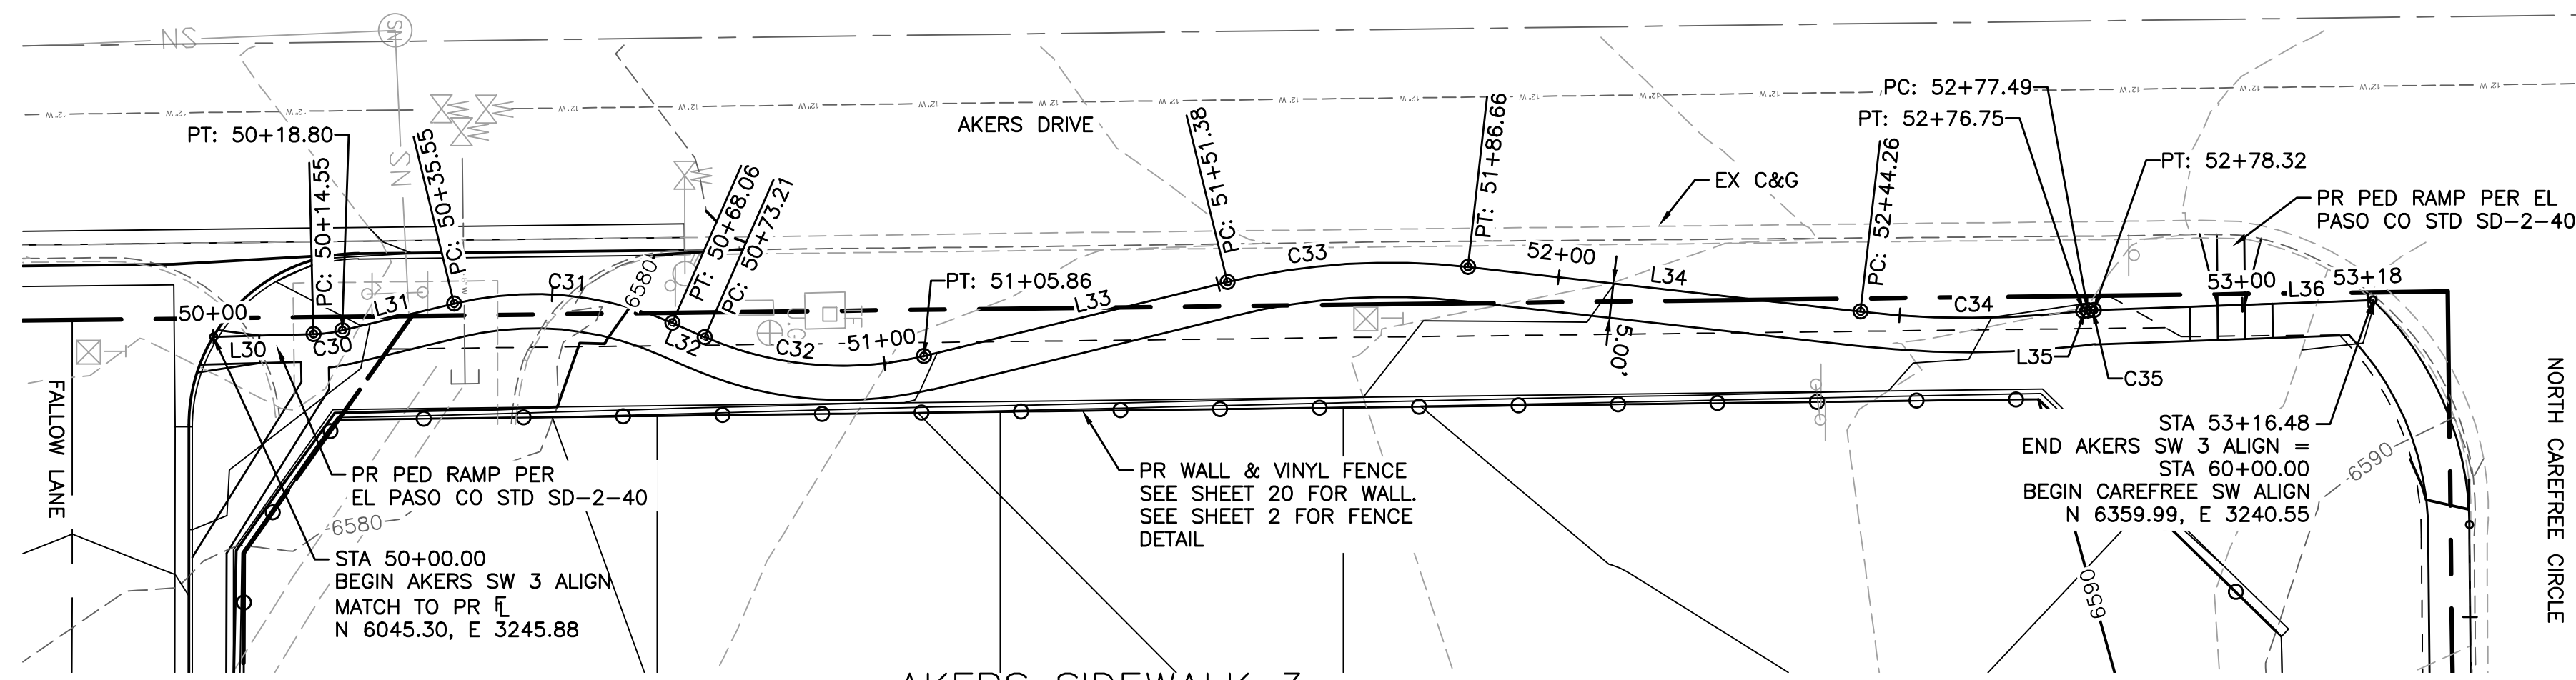 NS
NS
NS
PT: 50+18.80
PC: 50+14.55
PC: 50+35.55
PT: 50+68.06
PC: 50+73.21
AKERS DRIVE
PC: 51+51.38
PT: 51+86.66
PC: 52+77.49
PT: 52+76.75
PC: 52+44.26
PT: 52+78.32
EX C&G
PR PED RAMP PER EL
PASO CO STD SD-2-40
12"W
50+00
L30
C30
L31
C31
6580
L32
C32
51+00
PT: 51+05.86
L33
C33
52+00
L34
5.00'
C34
L35
C35
53+00
L36
53+18
FALLOW LANE
NORTH CAREFREE CIRCLE
PR PED RAMP PER
EL PASO CO STD SD-2-40
6580
STA 50+00.00
BEGIN AKERS SW 3 ALIGN
MATCH TO PR FL
N 6045.30, E 3245.88
PR WALL & VINYL FENCE
SEE SHEET 20 FOR WALL.
SEE SHEET 2 FOR FENCE
DETAIL
STA 53+16.48
END AKERS SW 3 ALIGN =
STA 60+00.00
BEGIN CAREFREE SW ALIGN
N 6359.99, E 3240.55
6590
6590
AKERS SIDEWALK 3